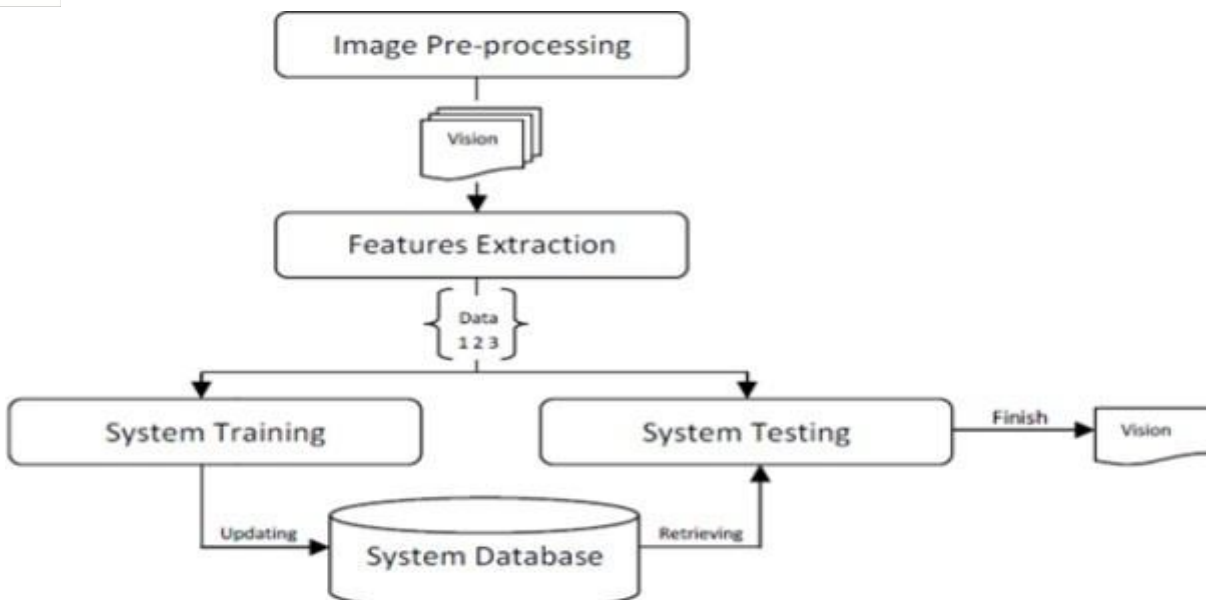 Image Pre-processing
Vision
Features Extraction
Data
1 2 3
System Training
System Testing
Finish
Vision
Updating
System Database
Retrieving